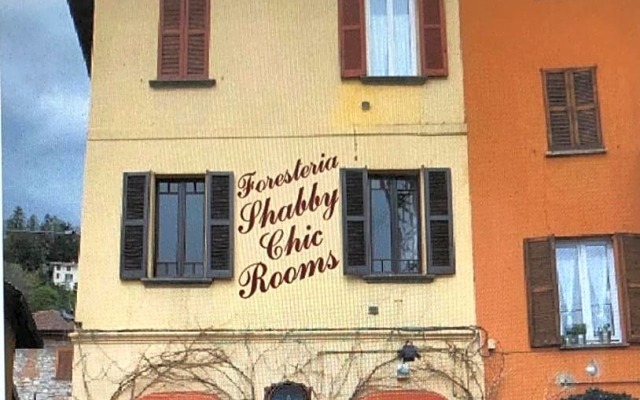 Foresteria
Shabby
Chic
Rooms